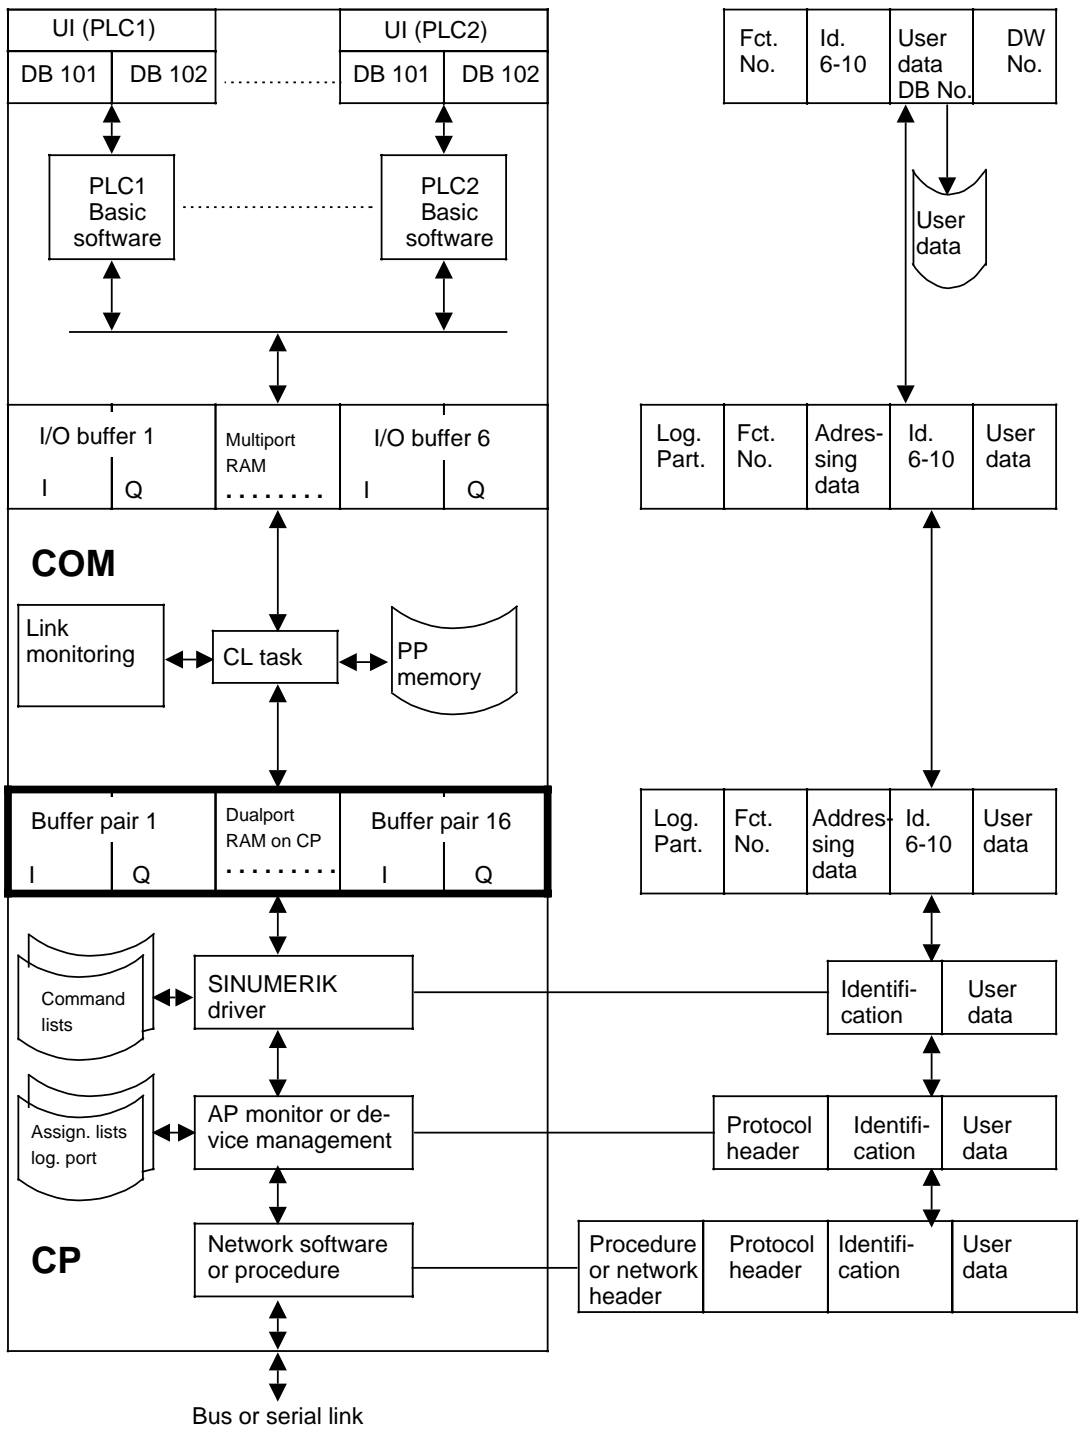 UI (PLC1)
UI (PLC2)
DB 101
DB 102
DB 101
DB 102
Fct.
No.
Id.
6-10
User
data
DB No.
DW
No.
PLC1
Basic
software
PLC2
Basic
software
User
data
I/O buffer 1
I
Q
Multiport
RAM
I/O buffer 6
I
Q
Log.
Part.
Fct.
No.
Adres-
sing
data
Id.
6-10
User
data
COM
Link
monitoring
CL task
PP
memory
Buffer pair 1
I
Q
Dualport
RAM on CP
Buffer pair 16
I
Q
Log.
Part.
Fct.
No.
Addres-
sing
data
Id.
6-10
User
data
Command
lists
SINUMERIK
driver
Identifi-
cation
User
data
Assign. lists
log. port
AP monitor or de-
vice management
Protocol
header
Identifi-
cation
User
data
CP
Network software
or procedure
Procedure
or network
header
Protocol
header
Identifi-
cation
User
data
Bus or serial link